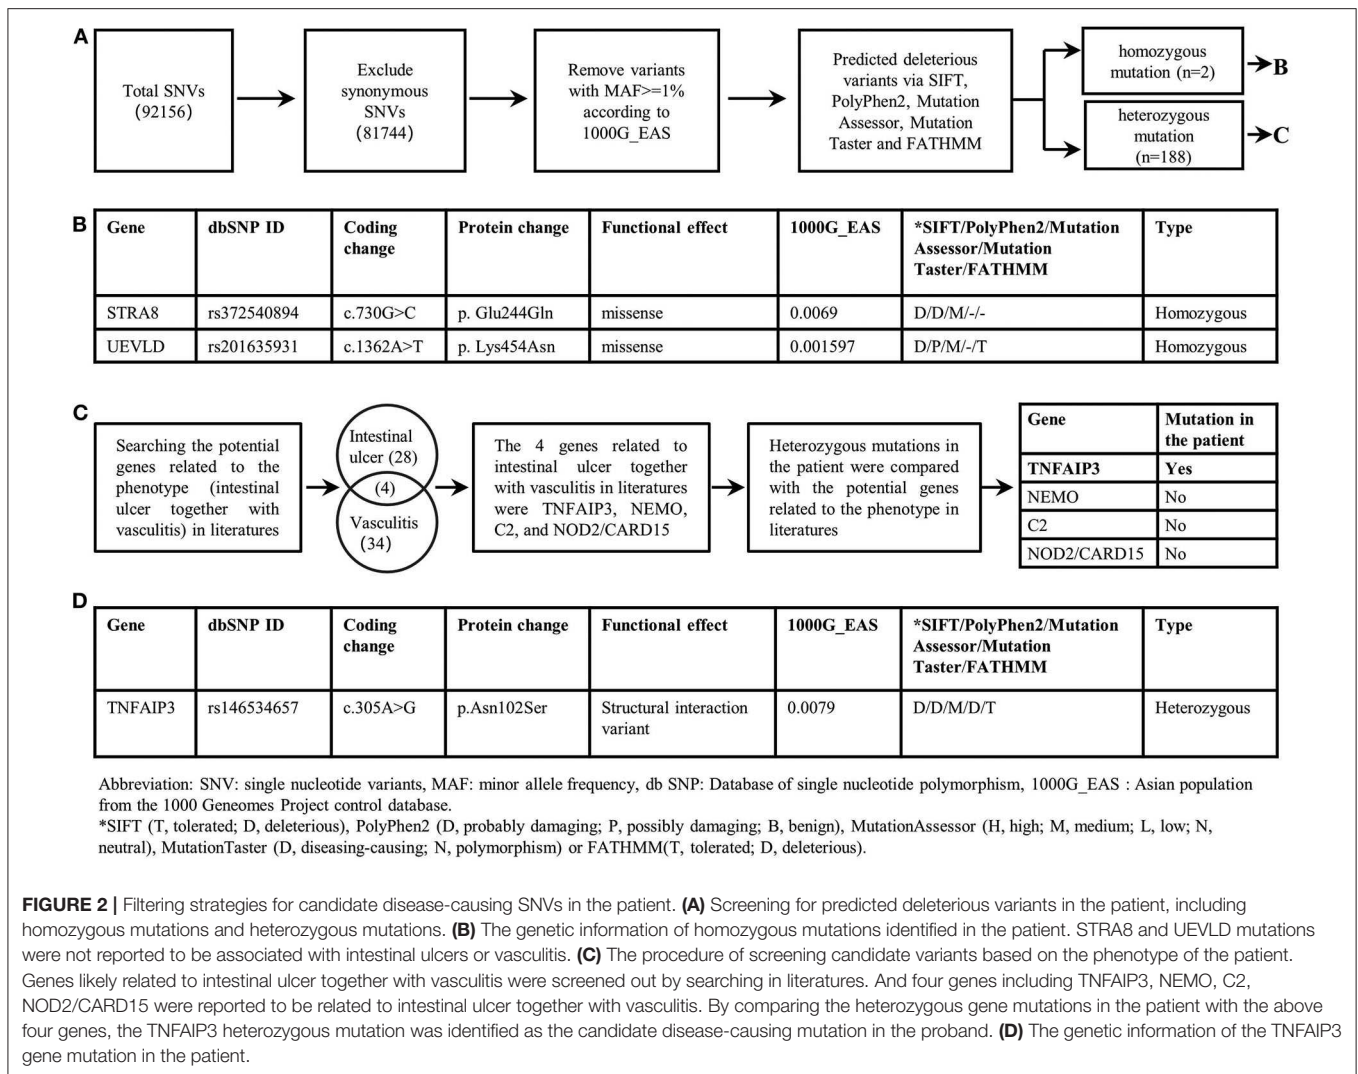 A
Total SNVs
(92156)
Exclude
synonymous
SNVs
(81744)
Remove variants
with MAF>=1%
according to
1000G_EAS
Predicted deleterious
variants via SIFT,
PolyPhen2, Mutation
Assessor, Mutation
Taster and FATHMM
homozygous
mutation (n=2)
B
heterozygous
mutation
(n=188)
C
B
Gene dbSNP ID Coding change Protein change Functional effect 1000G_EAS *SIFT/PolyPhen2/Mutation Assessor/Mutation Taster/FATHMM Type
STRA8 rs372540894 c.730G>C p. Glu244Gln missense 0.0069 D/D/M/-/- Homozygous
UEVLD rs201635931 c.1362A>T p. Lys454Asn missense 0.001597 D/P/M/-/T Homozygous
C
Searching the potential
genes related to the
phenotype (intestinal
ulcer together with
vasculitis) in literatures
Intestinal
ulcer (28)
(4)
Vasculitis
(34)
The 4 genes related to
intestinal ulcer together
with vasculitis in literatures
were TNFAIP3, NEMO,
C2, and NOD2/CARD15
Heterozygous mutations in
the patient were compared
with the potential genes
related to the phenotype in
literatures
Gene Mutation in the patient
TNFAIP3 Yes
NEMO No
C2 No
NOD2/CARD15 No
D
Gene dbSNP ID Coding change Protein change Functional effect 1000G_EAS *SIFT/PolyPhen2/Mutation Assessor/Mutation Taster/FATHMM Type
TNFAIP3 rs146534657 c.305A>G p.Asn102Ser Structural interaction variant 0.0079 D/D/M/D/T Heterozygous
Abbreviation: SNV: single nucleotide variants, MAF: minor allele frequency, db SNP: Database of single nucleotide polymorphism, 1000G_EAS : Asian population
from the 1000 Geneomes Project control database.
*SIFT (T, tolerated; D, deleterious), PolyPhen2 (D, probably damaging; P, possibly damaging; B, benign), MutationAssessor (H, high; M, medium; L, low; N,
neutral), MutationTaster (D, diseasing-causing; N, polymorphism) or FATHMM(T, tolerated; D, deleterious).
FIGURE 2 | Filtering strategies for candidate disease-causing SNVs in the patient. (A) Screening for predicted deleterious variants in the patient, including
homozygous mutations and heterozygous mutations. (B) The genetic information of homozygous mutations identified in the patient. STRA8 and UEVLD mutations
were not reported to be associated with intestinal ulcers or vasculitis. (C) The procedure of screening candidate variants based on the phenotype of the patient.
Genes likely related to intestinal ulcer together with vasculitis were screened out by searching in literatures. And four genes including TNFAIP3, NEMO, C2,
NOD2/CARD15 were reported to be related to intestinal ulcer together with vasculitis. By comparing the heterozygous gene mutations in the patient with the above
four genes, the TNFAIP3 heterozygous mutation was identified as the candidate disease-causing mutation in the proband. (D) The genetic information of the TNFAIP3
gene mutation in the patient.